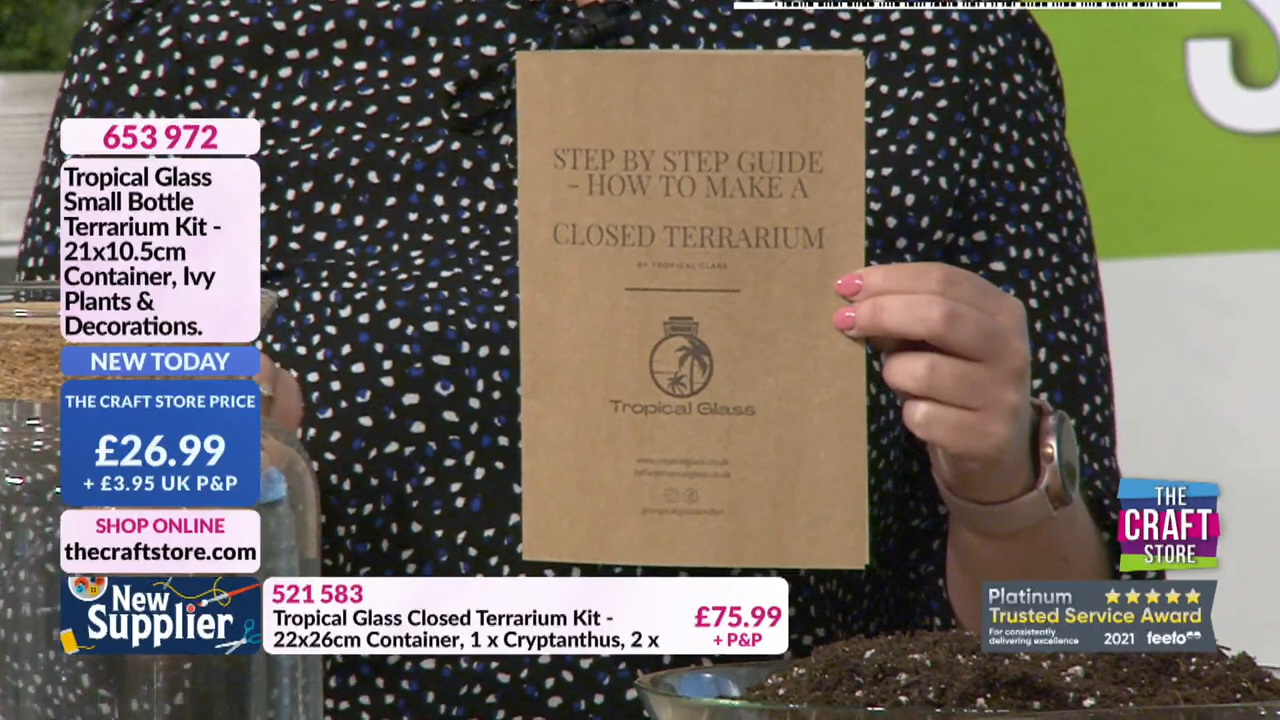 653 972
Tropical Glass
Small Bottle
Terrarium Kit -
21x10.5cm
Container, Ivy
Plants &
Decorations.
NEW TODAY
THE CRAFT STORE PRICE
£26.99
+ £3.95 UK P&P
SHOP ONLINE
thecraftstore.com
New
Supplier
521 583
Tropical Glass Closed Terrarium Kit -
22x26cm Container, 1 x Cryptanthus, 2 x
£75.99
+ P&P
STEP BY STEP GUIDE
- HOW TO MAKE A
CLOSED TERRARIUM
BY TROPICAL GLASS
Tropical Glass
THE
CRAFT
STORE
Platinum
Trusted Service Award
For consistently
delivering excellence
2021 feefo